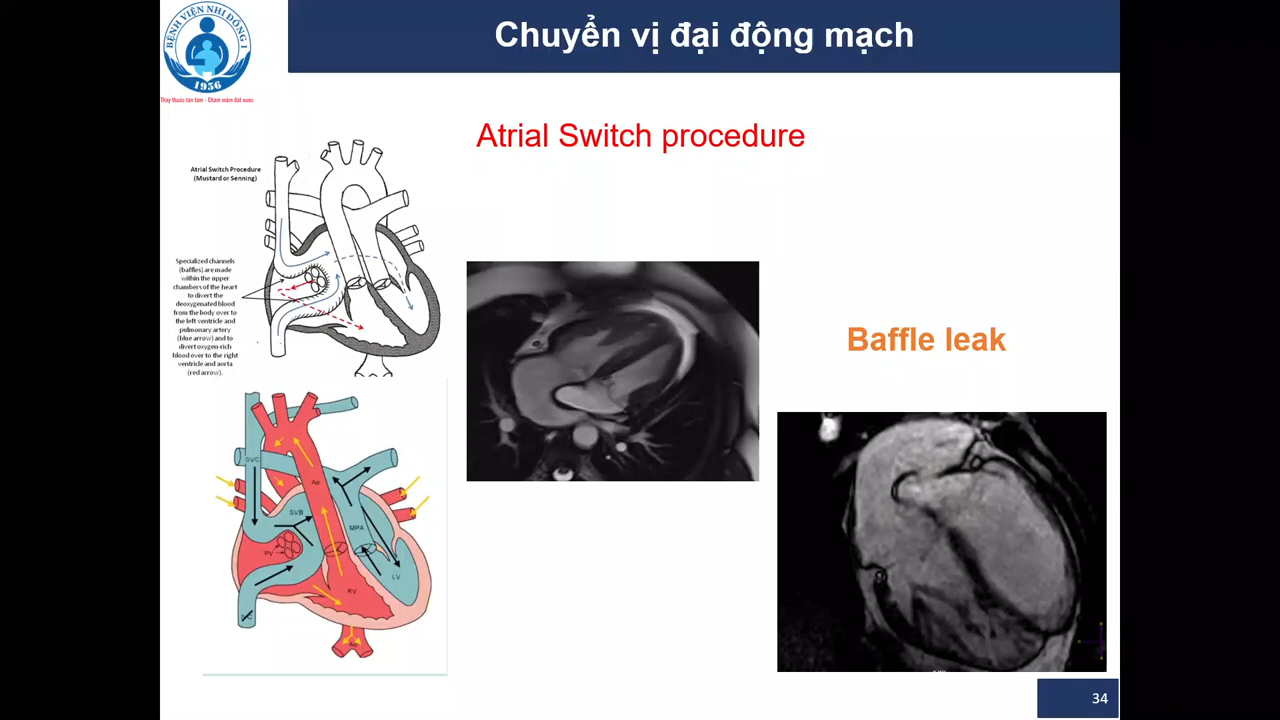 BỆNH VIỆN NHI ĐỒNG 1
1956
Chuyển vị đại động mạch
Atrial Switch procedure
Atrial Switch Procedure
(Mustard or Senning)
Specialized channels
(baffles) are made
within the upper
chambers of the heart
to divert the
deoxygenated blood
from the body over to
the left ventricle and
pulmonary artery
(blue arrow) and to
divert oxygen-rich
blood over to the right
ventricle and aorta
(red arrow).
Baffle leak
SVC
Ao
SVB
MPA
PV
LV
RV
Ao
34